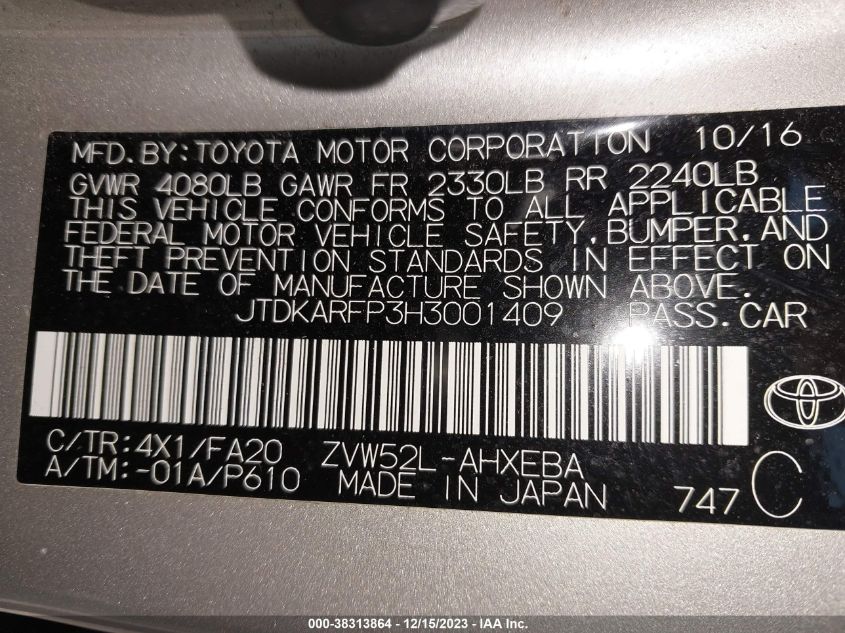 MFD.BY:TOYOTA MOTOR CORPORATION 10/16
GVWR 4080LB GAWR FR 2330LB RR 2240LB
THIS VEHICLE CONFORMS TO ALL APPLICABLE
FEDERAL MOTOR VEHICLE SAFETY,BUMPER,AND
THEFT PREVENTION STANDARDS IN EFFECT ON
THE DATE OF MANUFACTURE SHOWN ABOVE.
JTDKARFP3H3001409 PASS.CAR
C/TR:4X1/FA20 ZVW52L-AHXEBA
A/TM:-01A/P610 MADE IN JAPAN 747 C
000-38313864 - 12/15/2023 - IAA Inc.